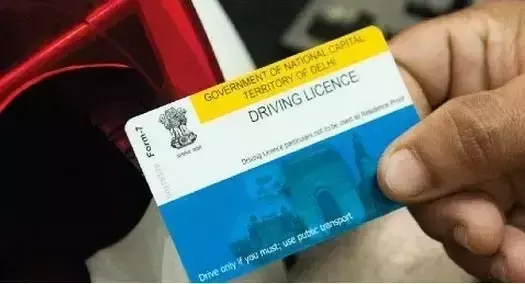 GOVERNMENT OF NATIONAL CAPITAL
TERRITORY OF DELHI
DRIVING LICENCE
Form-7
Driving Licence particulars not to be used as Residence Proof
Drive only if you must; use public transport